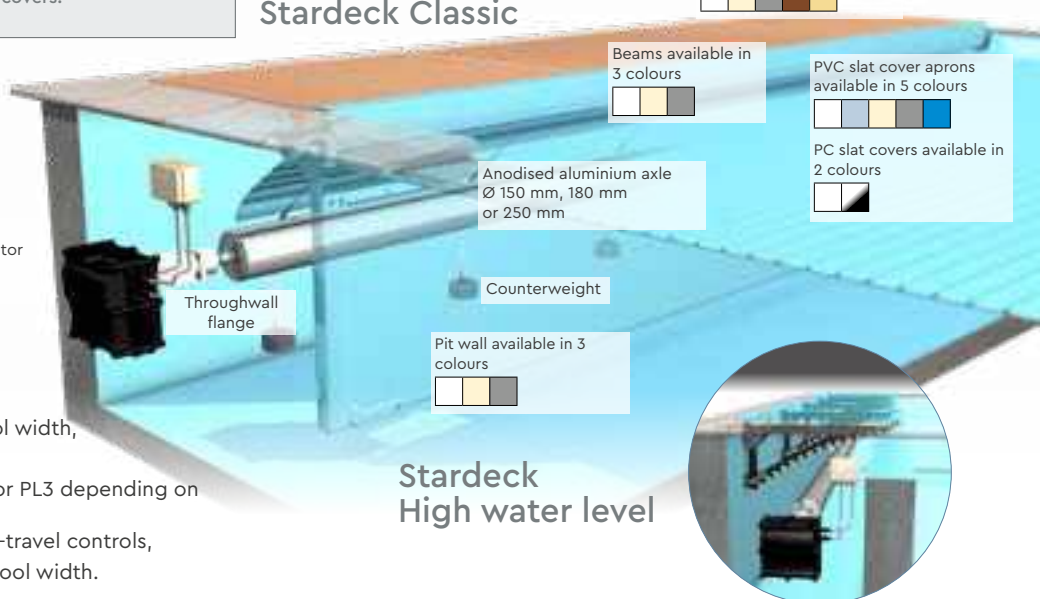 covers.
Stardeck Classic
Beams available in
3 colours
PVC slat cover aprons
available in 5 colours
PC slat covers available in
2 colours
Anodised aluminium axle
Ø 150 mm, 180 mm
or 250 mm
tor
Throughwall
flange
Counterweight
Pit wall available in 3
colours
ol width,
or PL3 depending on
-travel controls,
ool width.
Stardeck
High water level